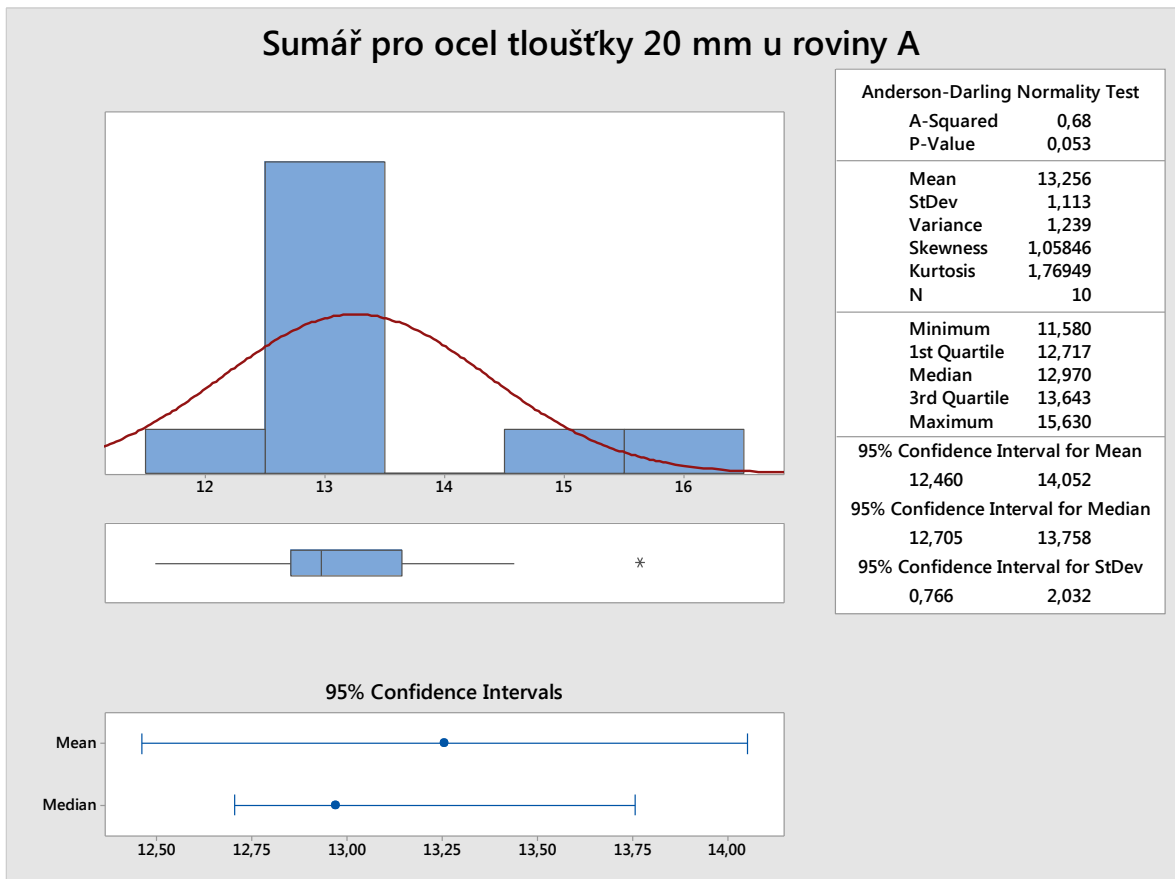 Sumář pro ocel tloušťky 20 mm u roviny A
12 13 14 15 16
*
95% Confidence Intervals
Mean
Median
12,50 12,75 13,00 13,25 13,50 13,75 14,00
Anderson-Darling Normality Test
A-Squared 0,68
P-Value 0,053
Mean 13,256
StDev 1,113
Variance 1,239
Skewness 1,05846
Kurtosis 1,76949
N 10
Minimum 11,580
1st Quartile 12,717
Median 12,970
3rd Quartile 13,643
Maximum 15,630
95% Confidence Interval for Mean
12,460 14,052
95% Confidence Interval for Median
12,705 13,758
95% Confidence Interval for StDev
0,766 2,032